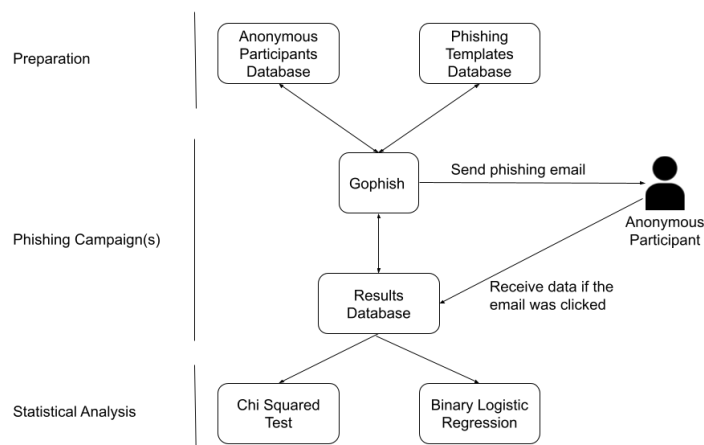 Preparation
Anonymous
Participants
Database
Phishing
Templates
Database
Phishing Campaign(s)
Gophish
Send phishing email
Anonymous
Participant
Results
Database
Receive data if the
email was clicked
Statistical Analysis
Chi Squared
Test
Binary Logistic
Regression